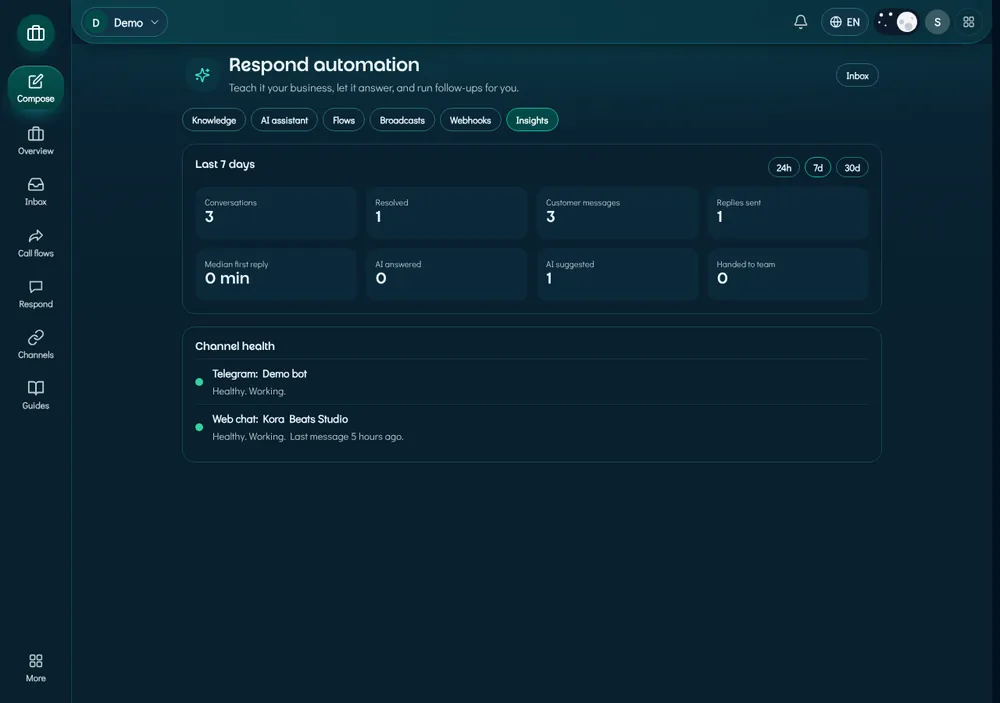 D Demo
EN
S
Compose
Overview
Inbox
Call flows
Respond
Channels
Guides
More
Respond automation
Teach it your business, let it answer, and run follow-ups for you.
Inbox
Knowledge AI assistant Flows Broadcasts Webhooks Insights
Last 7 days
24h 7d 30d
Conversations
3
Resolved
1
Customer messages
3
Replies sent
1
Median first reply
0 min
AI answered
0
AI suggested
1
Handed to team
0
Channel health
Telegram: Demo bot
Healthy. Working.
Web chat: Kora Beats Studio
Healthy. Working. Last message 5 hours ago.